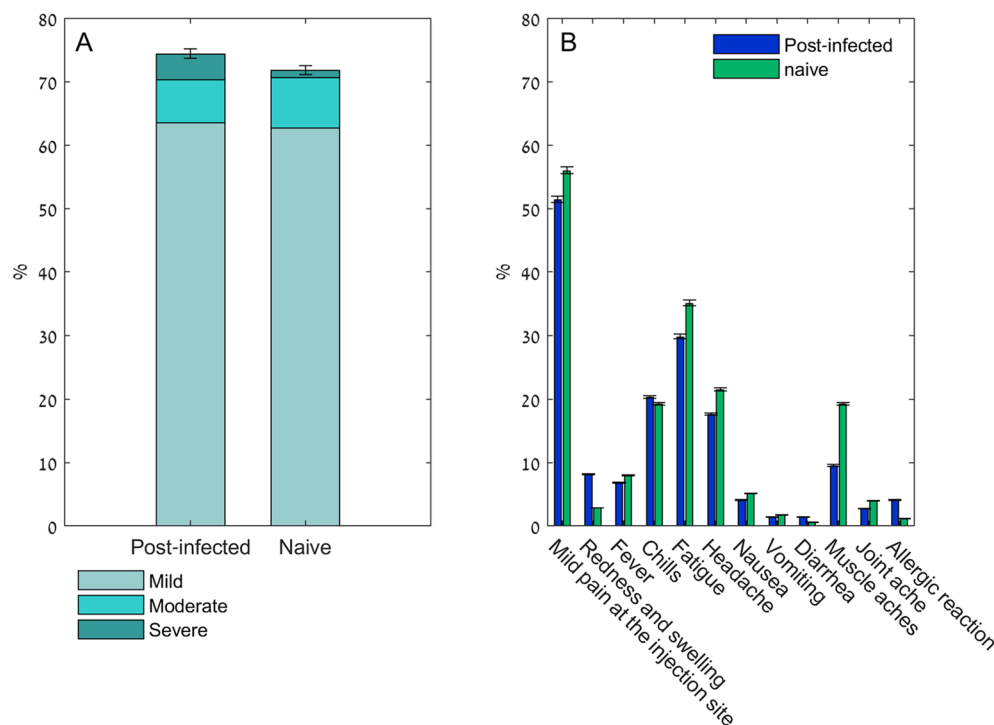 A
80
70
60
50
40
30
20
10
0
%
Post-infected
Naive
Mild
Moderate
Severe
B
80
70
60
50
40
30
20
10
0
%
Post-infected
naive
Mild pain at the injection site
Redness and swelling
Fever
Chills
Fatigue
Headache
Nausea
Vomiting
Diarrhea
Muscle aches
Joint ache
Allergic reaction